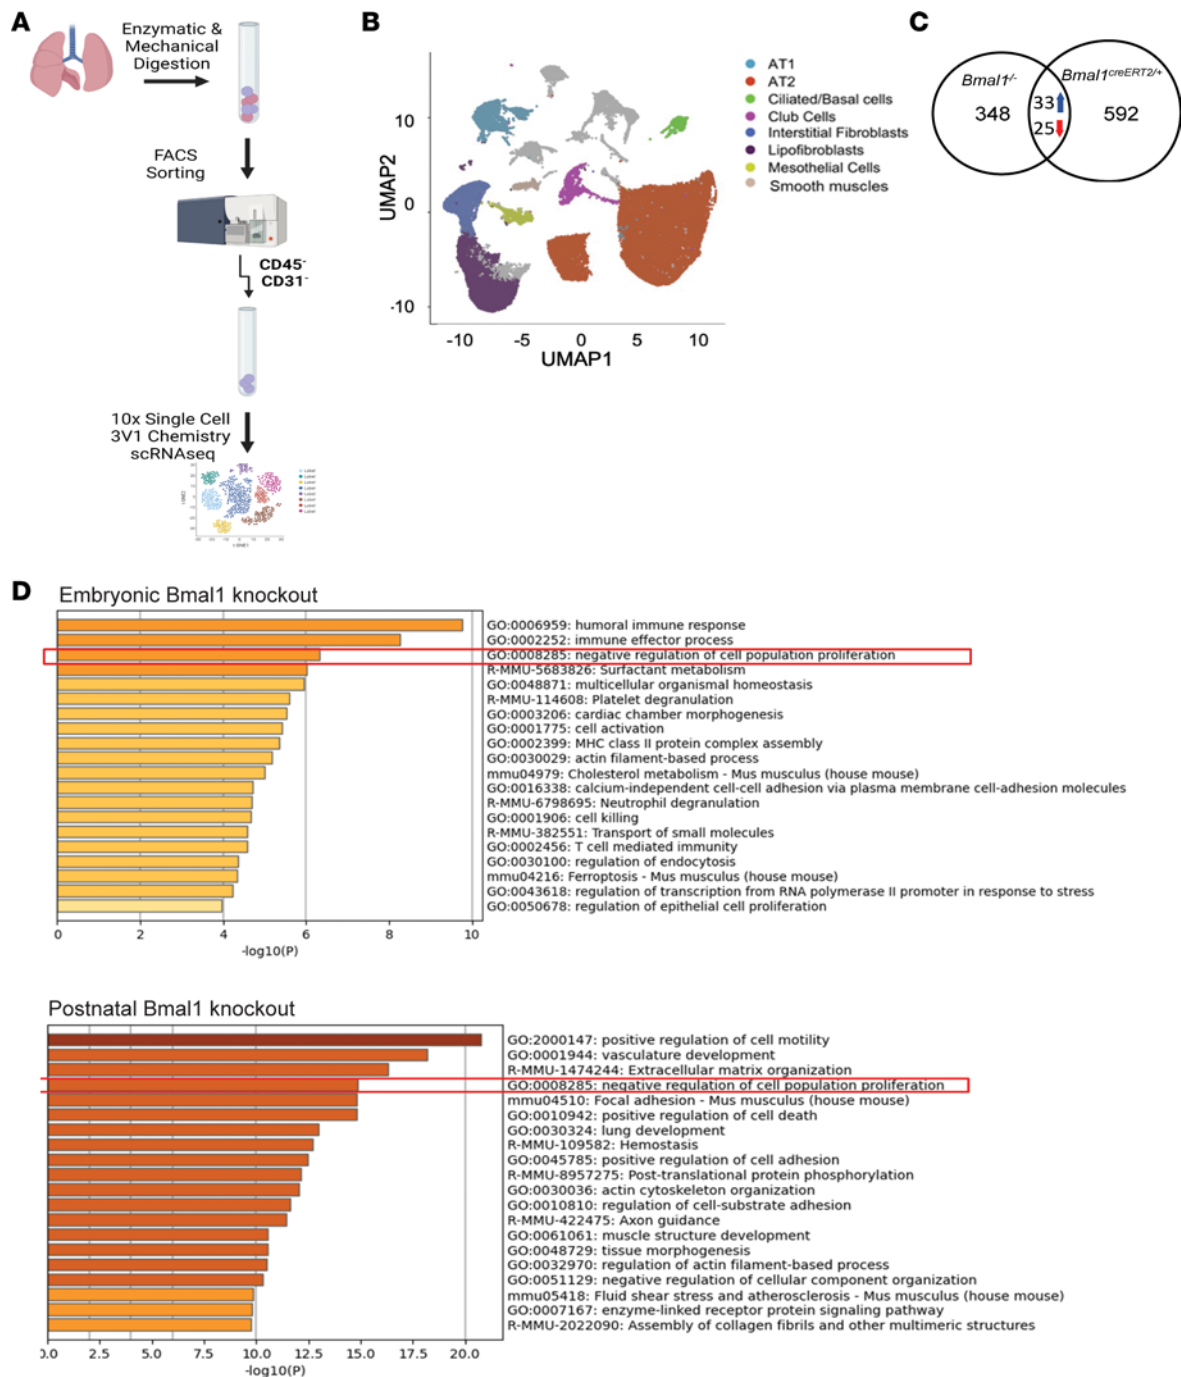 A
Enzymatic &
Mechanical
Digestion
FACS
Sorting
CD45-
CD31-
10x Single Cell
3V1 Chemistry
scRNAseq
B
UMAP2
10
0
-10
-10
-5
0
5
10
UMAP1
AT1
AT2
Ciliated/Basal cells
Club Cells
Interstitial Fibroblasts
Lipofibroblasts
Mesothelial Cells
Smooth muscles
C
Bmal1-/-
Bmal1creERT2/+
348
33
25
592
D
Embryonic Bmal1 knockout
GO:0006959: humoral immune response
GO:0002252: immune effector process
GO:0008285: negative regulation of cell population proliferation
R-MMU-5683826: Surfactant metabolism
GO:0048871: multicellular organismal homeostasis
R-MMU-114608: Platelet degranulation
GO:0003206: cardiac chamber morphogenesis
GO:0001775: cell activation
GO:0002399: MHC class II protein complex assembly
GO:0030029: actin filament-based process
mmu04979: Cholesterol metabolism - Mus musculus (house mouse)
GO:0016338: calcium-independent cell-cell adhesion via plasma membrane cell-adhesion molecules
R-MMU-6798695: Neutrophil degranulation
GO:0001906: cell killing
R-MMU-382551: Transport of small molecules
GO:0002456: T cell mediated immunity
GO:0030100: regulation of endocytosis
mmu04216: Ferroptosis - Mus musculus (house mouse)
GO:0043618: regulation of transcription from RNA polymerase II promoter in response to stress
GO:0050678: regulation of epithelial cell proliferation
0 2 4 6 8 10
-log10(P)
Postnatal Bmal1 knockout
GO:2000147: positive regulation of cell motility
GO:0001944: vasculature development
R-MMU-1474244: Extracellular matrix organization
GO:0008285: negative regulation of cell population proliferation
mmu04510: Focal adhesion - Mus musculus (house mouse)
GO:0010942: positive regulation of cell death
GO:0030324: lung development
R-MMU-109582: Hemostasis
GO:0045785: positive regulation of cell adhesion
R-MMU-8957275: Post-translational protein phosphorylation
GO:0030036: actin cytoskeleton organization
GO:0010810: regulation of cell-substrate adhesion
R-MMU-422475: Axon guidance
GO:0061061: muscle structure development
GO:0048729: tissue morphogenesis
GO:0032970: regulation of actin filament-based process
GO:0051129: negative regulation of cellular component organization
mmu05418: Fluid shear stress and atherosclerosis - Mus musculus (house mouse)
GO:0007167: enzyme-linked receptor protein signaling pathway
R-MMU-2022090: Assembly of collagen fibrils and other multimeric structures
0.0 2.5 5.0 7.5 10.0 12.5 15.0 17.5 20.0
-log10(P)